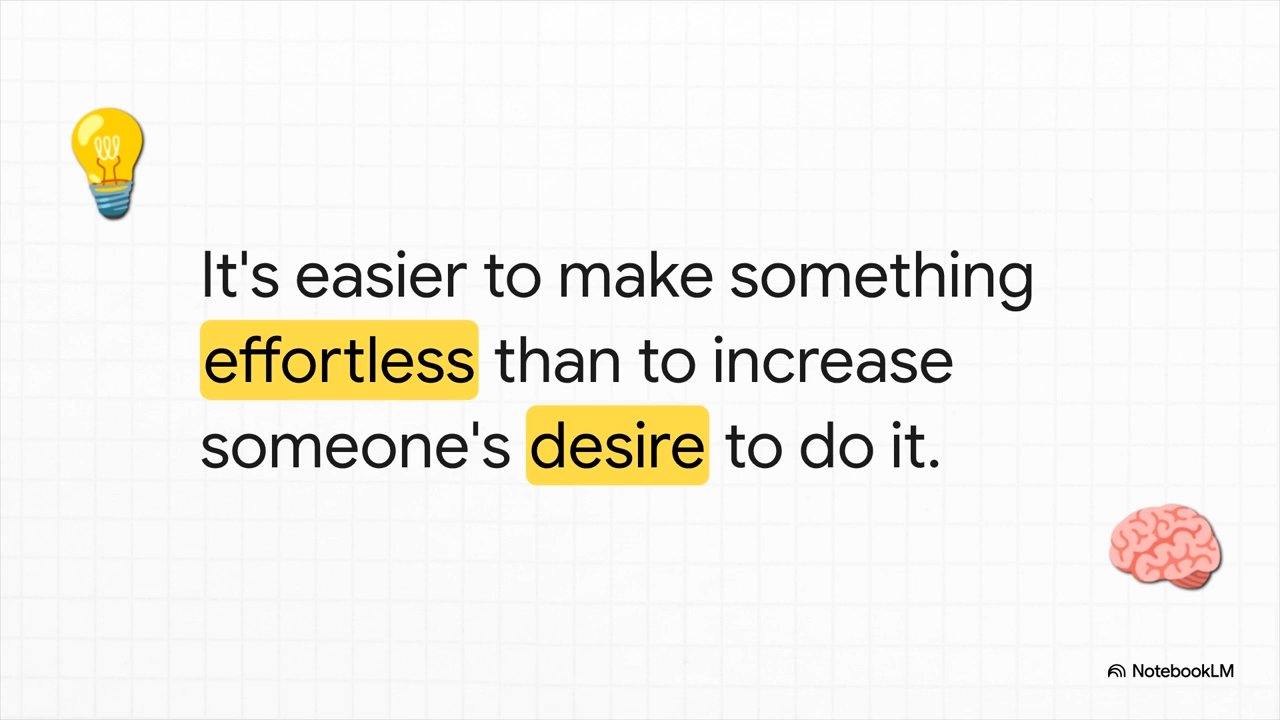 It's easier to make something
effortless than to increase
someone's desire to do it.
NotebookLM